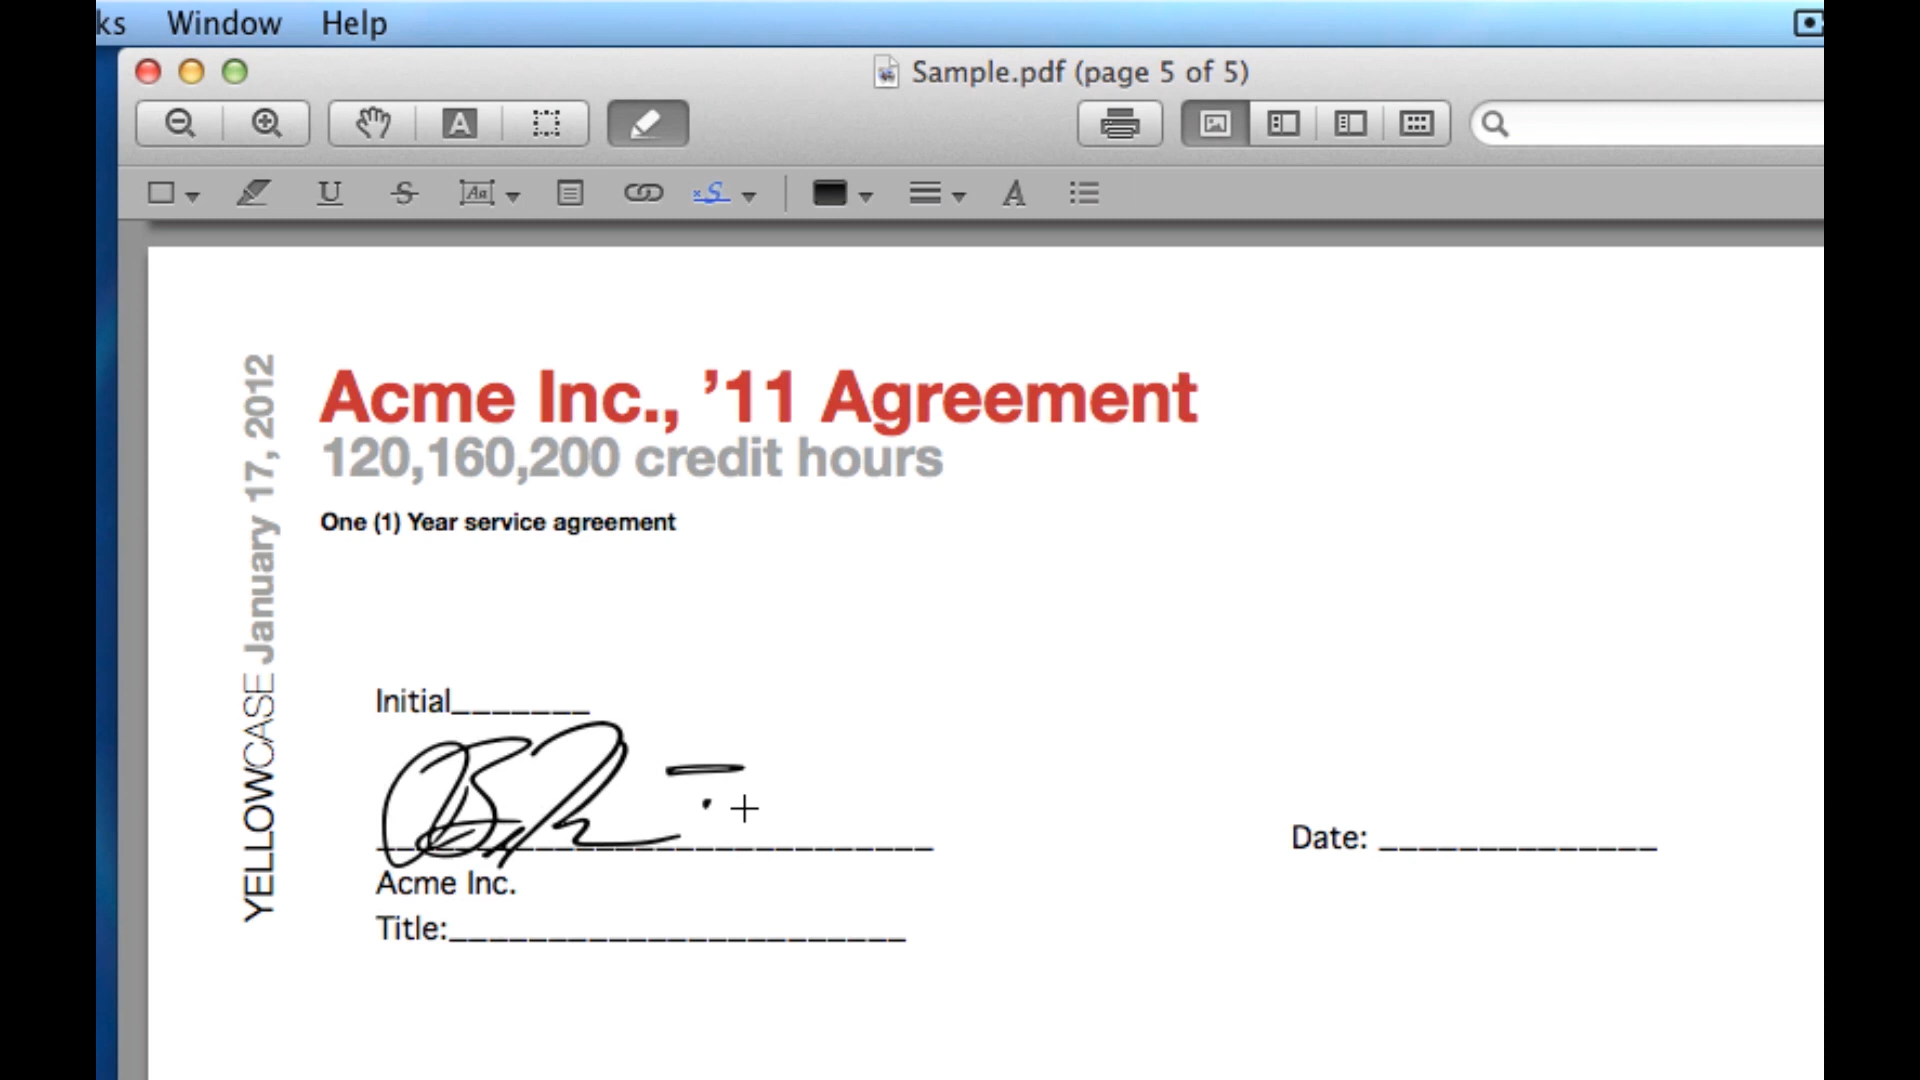 ks Window Help
Sample.pdf (page 5 of 5)
YELLOWCASE January 17, 2012
Acme Inc., ’11 Agreement
120,160,200 credit hours
One (1) Year service agreement
Initial_______
Date: ______________
Acme Inc.
Title:_______________________